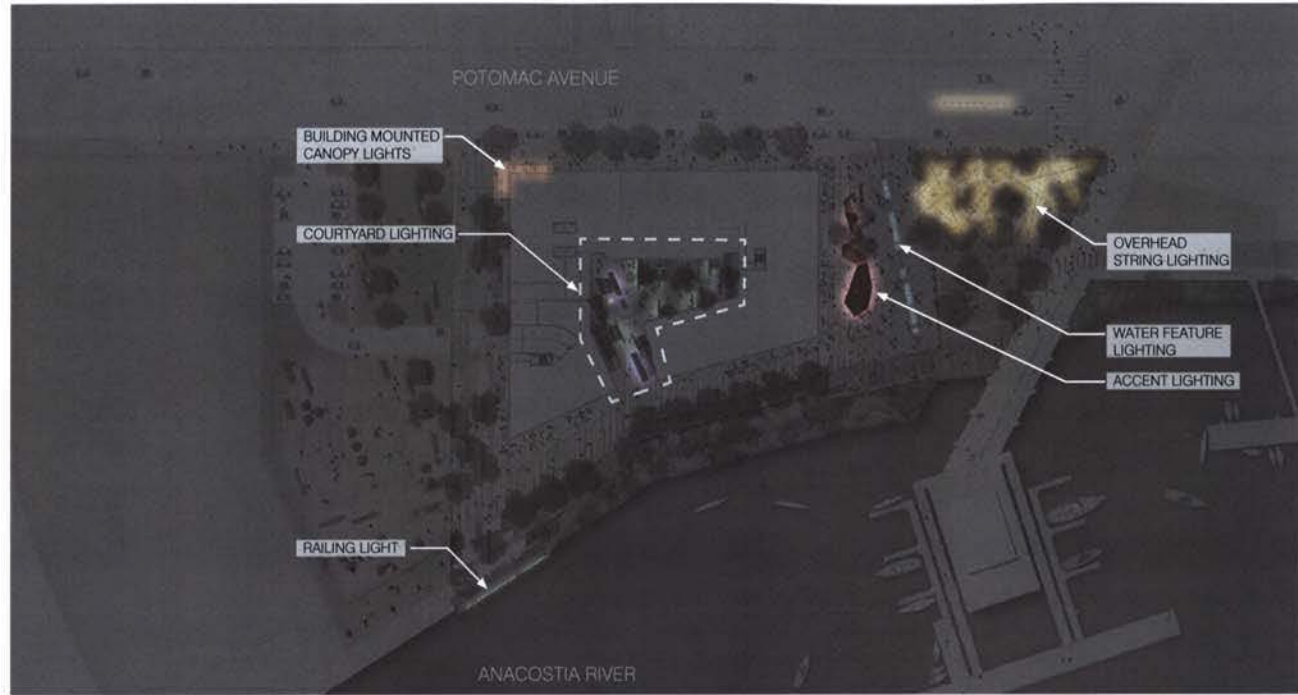 POTOMAC AVENUE
BUILDING MOUNTED
CANOPY LIGHTS
COURTYARD LIGHTING
OVERHEAD
STRING LIGHTING
WATER FEATURE
LIGHTING
ACCENT LIGHTING
RAILING LIGHT
ANACOSTIA RIVER